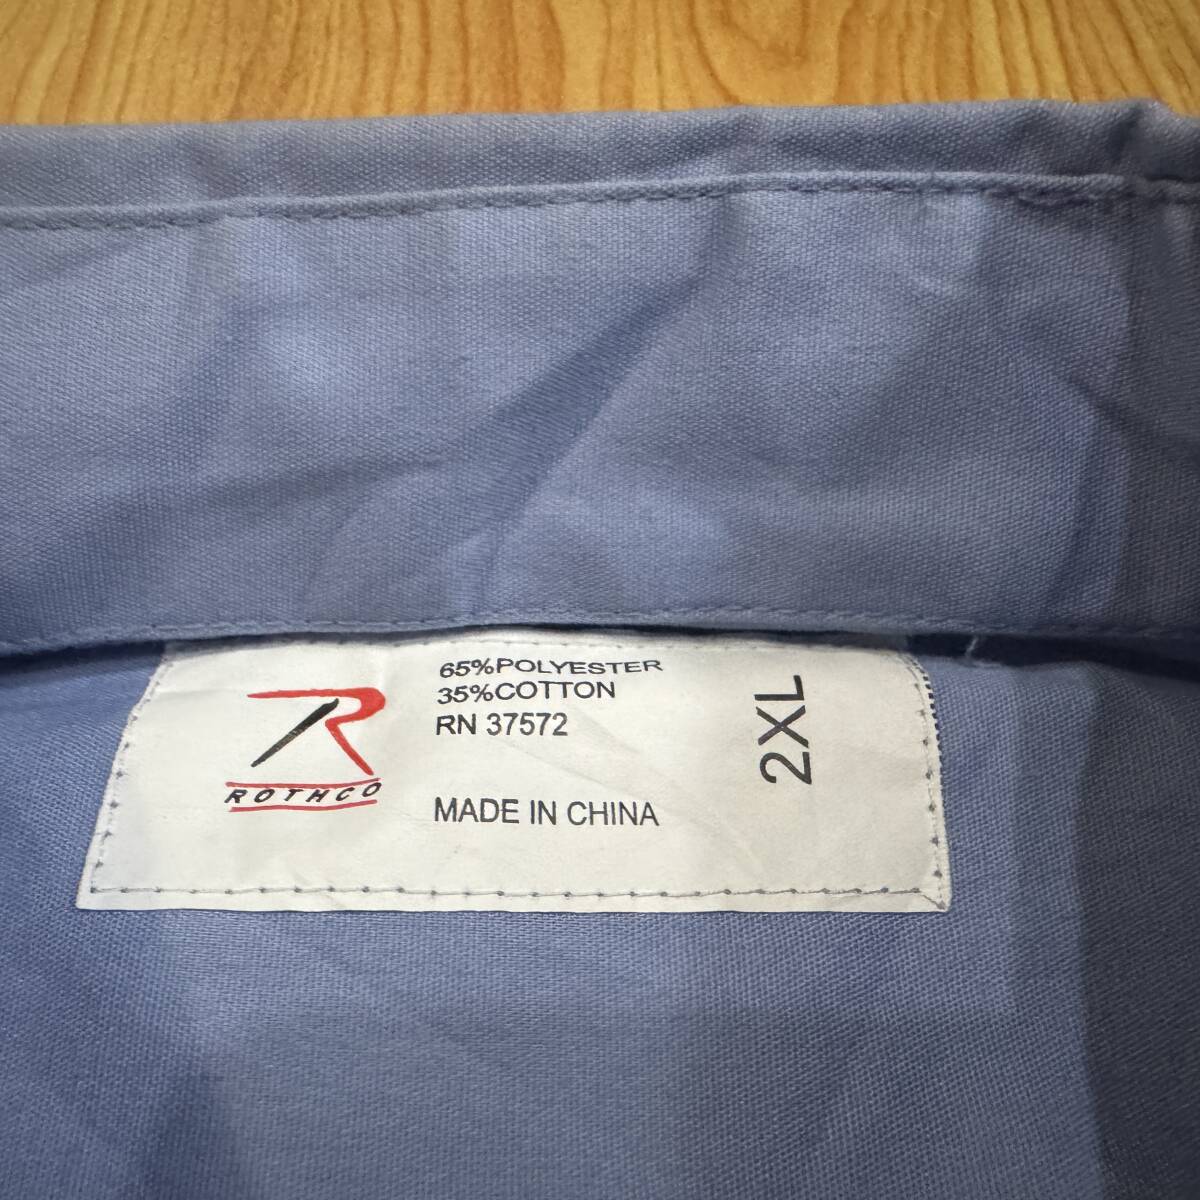 65%POLYESTER
35%COTTON
RN 37572
ROTHCO
MADE IN CHINA
2XL